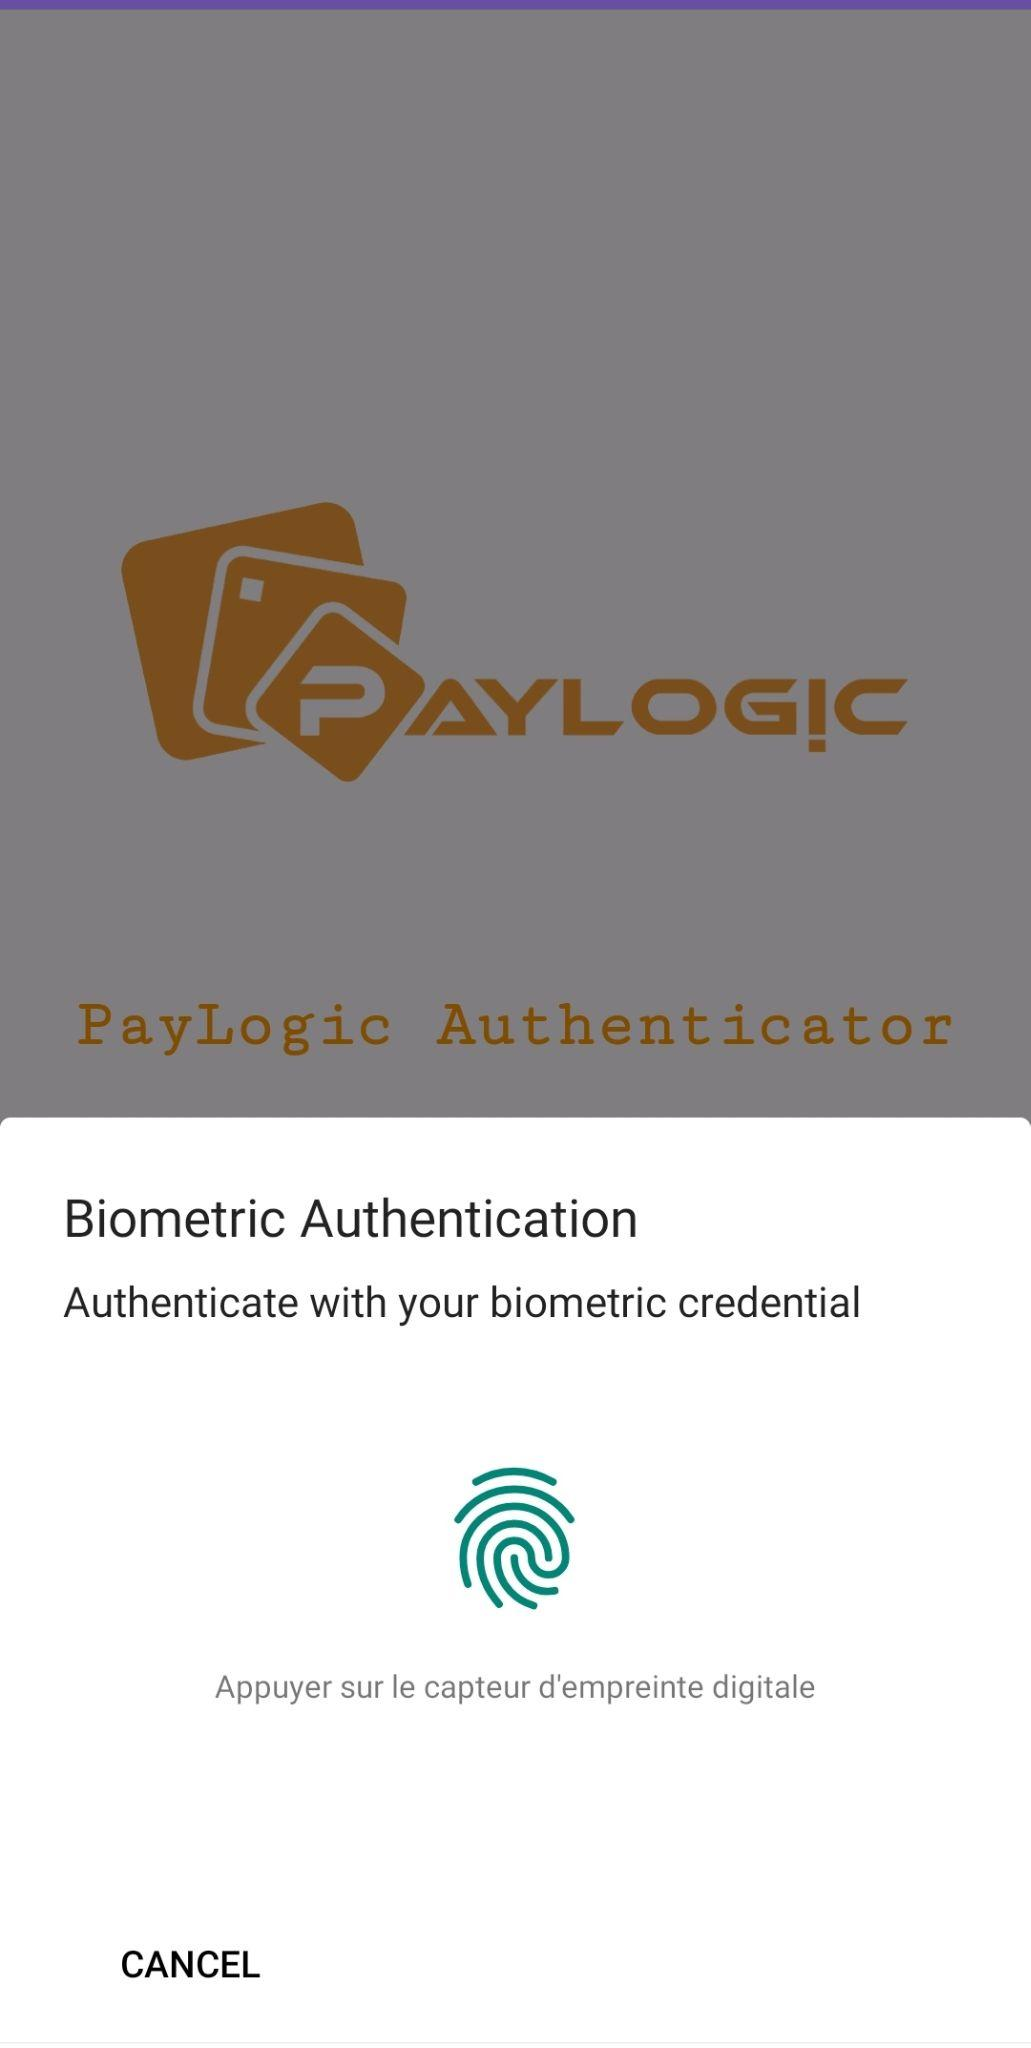 PAYLOGIC
PayLogic Authenticator
Biometric Authentication
Authenticate with your biometric credential
Appuyer sur le capteur d'empreinte digitale
CANCEL